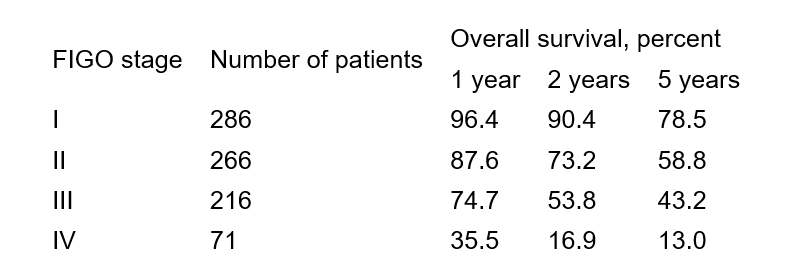 FIGO stage Number of patients Overall survival, percent
1 year 2 years 5 years
I 286 96.4 90.4 78.5
II 266 87.6 73.2 58.8
III 216 74.7 53.8 43.2
IV 71 35.5 16.9 13.0